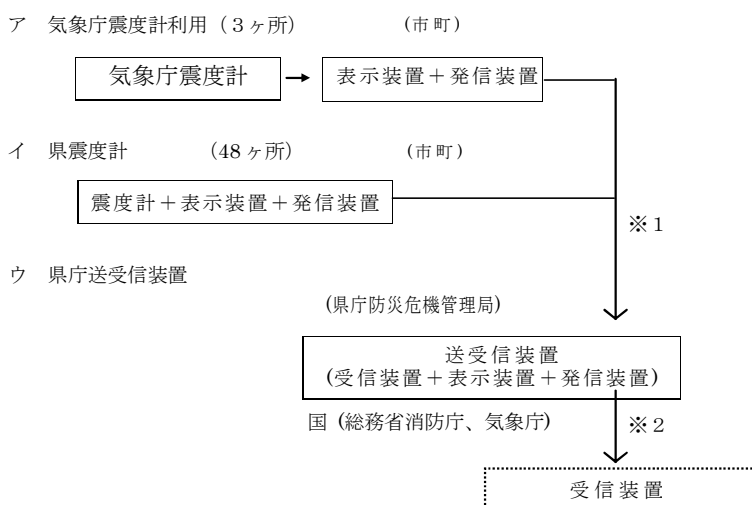 ア 気象庁震度計利用（3ヶ所） (市町)
気象庁震度計 → 表示装置＋発信装置
イ 県震度計 （48ヶ所） (市町)
震度計＋表示装置＋発信装置
※1
ウ 県庁送受信装置
(県庁防災危機管理局)
送受信装置
(受信装置＋表示装置＋発信装置)
国 (総務省消防庁、気象庁) ※2
受信装置